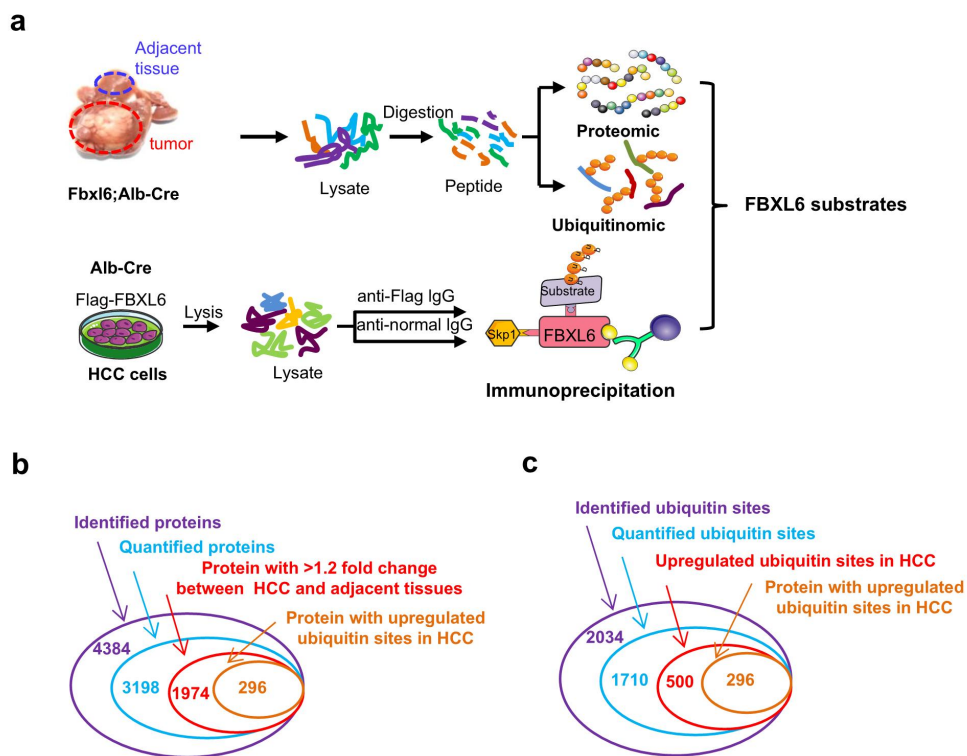 a
Adjacent
tissue
tumor
Fbxl6;Alb-Cre
Lysate
Digestion
Peptide
Proteomic
Ubiquitinomic
FBXL6 substrates
Alb-Cre
Flag-FBXL6
HCC cells
Lysis
Lysate
anti-Flag IgG
anti-normal IgG
Substrate
Skp1
FBXL6
Immunoprecipitation
b
Identified proteins
Quantified proteins
Protein with >1.2 fold change
between HCC and adjacent tissues
Protein with upregulated
ubiquitin sites in HCC
4384
3198
1974
296
c
Identified ubiquitin sites
Quantified ubiquitin sites
Upregulated ubiquitin sites in HCC
Protein with upregulated
ubiquitin sites in HCC
2034
1710
500
296